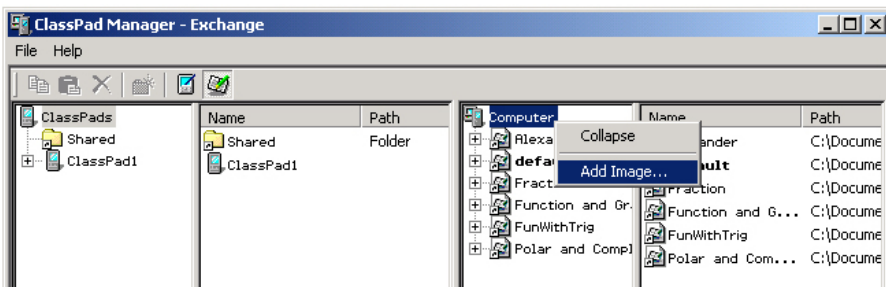 ClassPad Manager - Exchange
File Help
ClassPads
Shared
ClassPad1
Name Path
Shared Folder
ClassPad1
Computer
Alexa
defau
Fract
Function and Gr.
FunWithTrig
Polar and Compl
Collapse
Add Image...
Name Path
ander C:\Docume
ult C:\Docume
Fraction C:\Docume
Function and G... C:\Docume
FunWithTrig C:\Docume
Polar and Com... C:\Docume